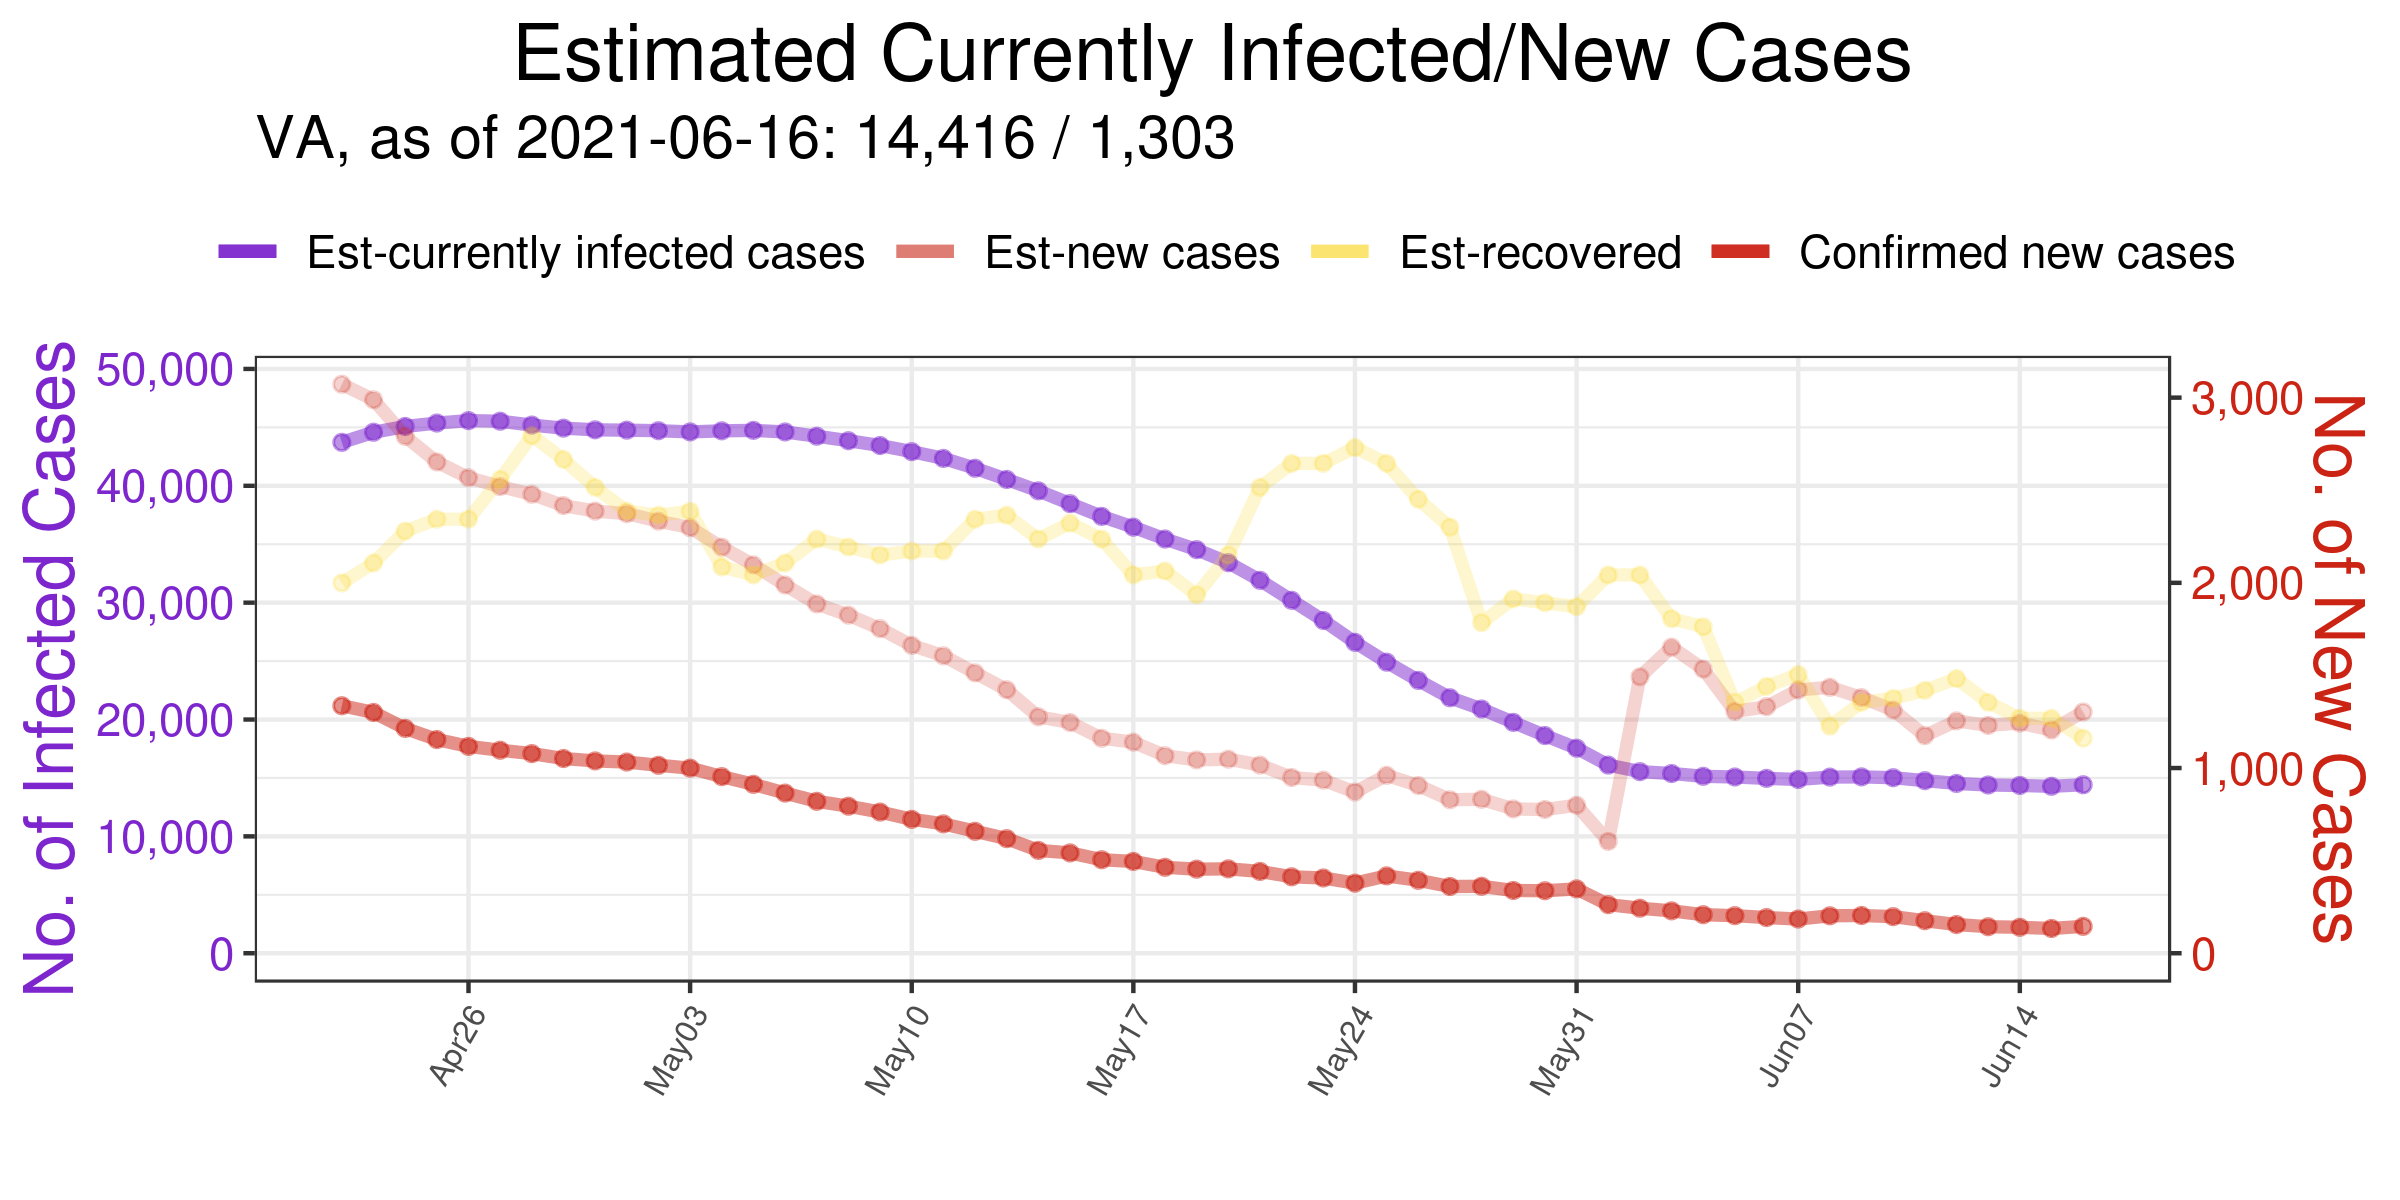 Estimated Currently Infected/New Cases
VA, as of 2021-06-16: 14,416 / 1,303
Est-currently infected cases Est-new cases Est-recovered Confirmed new cases
No. of Infected Cases
50,000
40,000
30,000
20,000
10,000
0
3,000
2,000
1,000
0
No. of New Cases
Apr26 May03 May10 May17 May24 May31 Jun07 Jun14